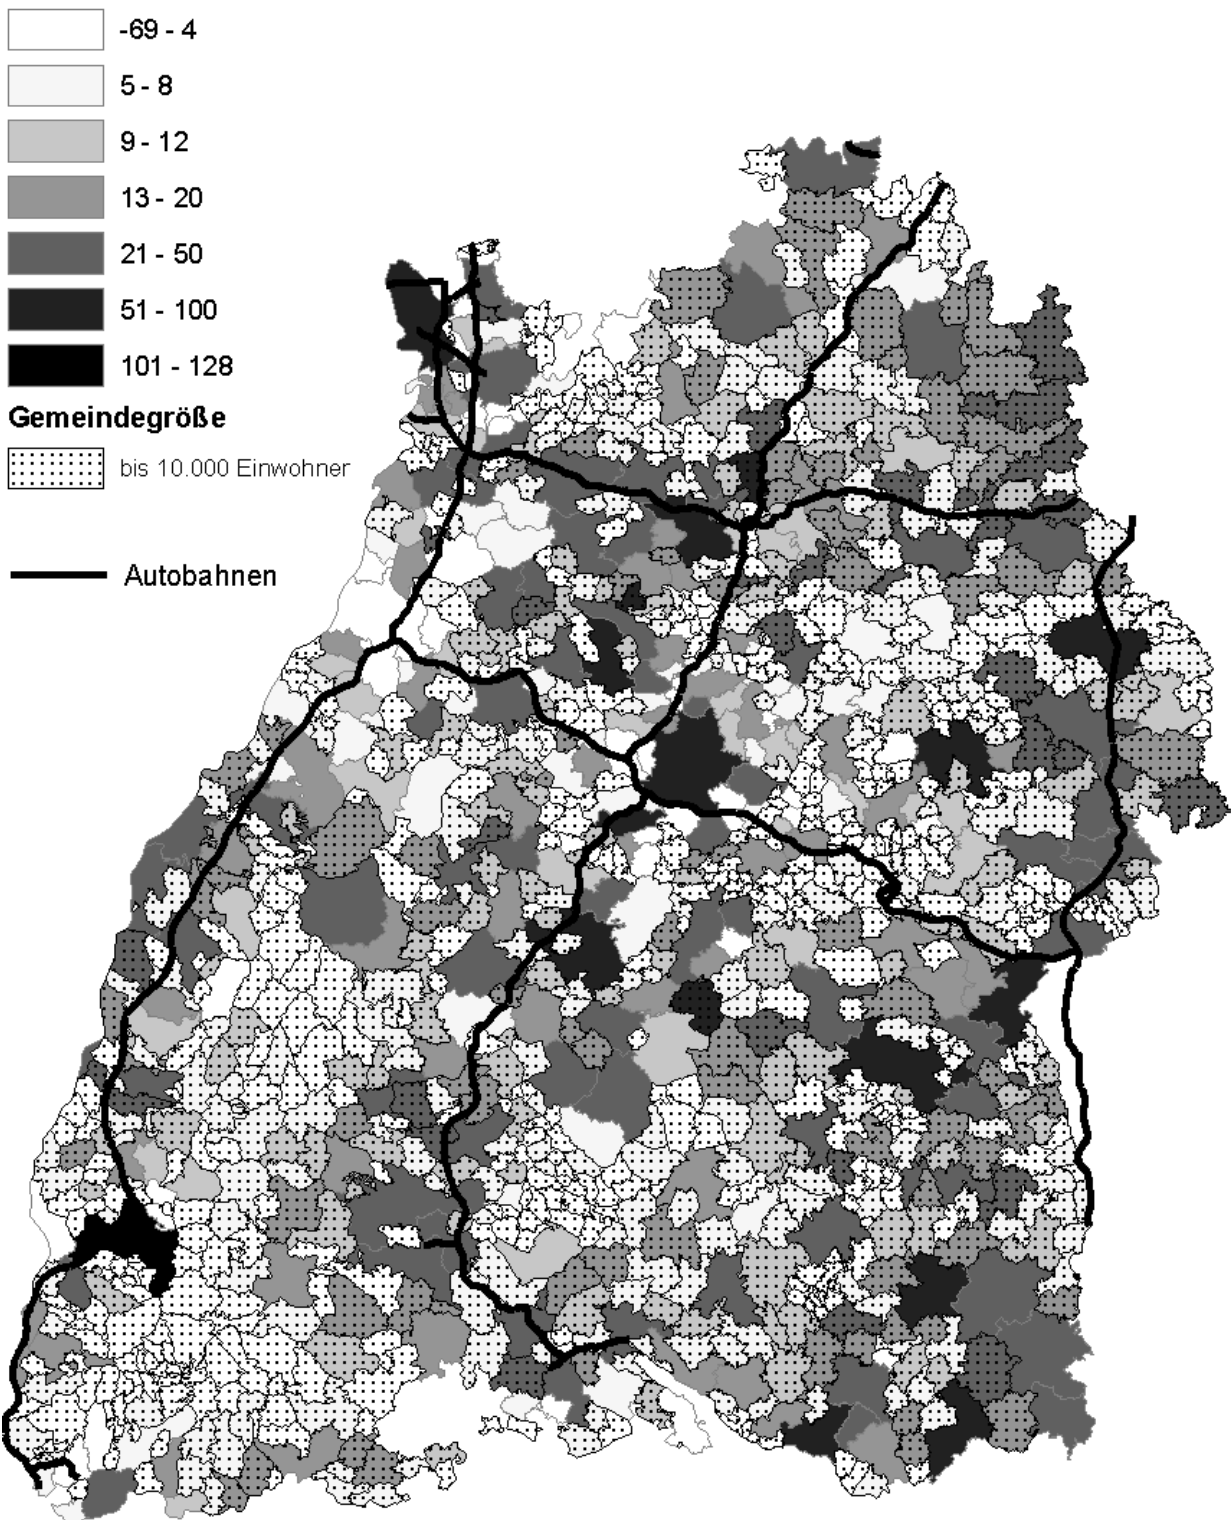 -69 - 4
5 - 8
9 - 12
13 - 20
21 - 50
51 - 100
101 - 128
Gemeindegröße
bis 10.000 Einwohner
Autobahnen